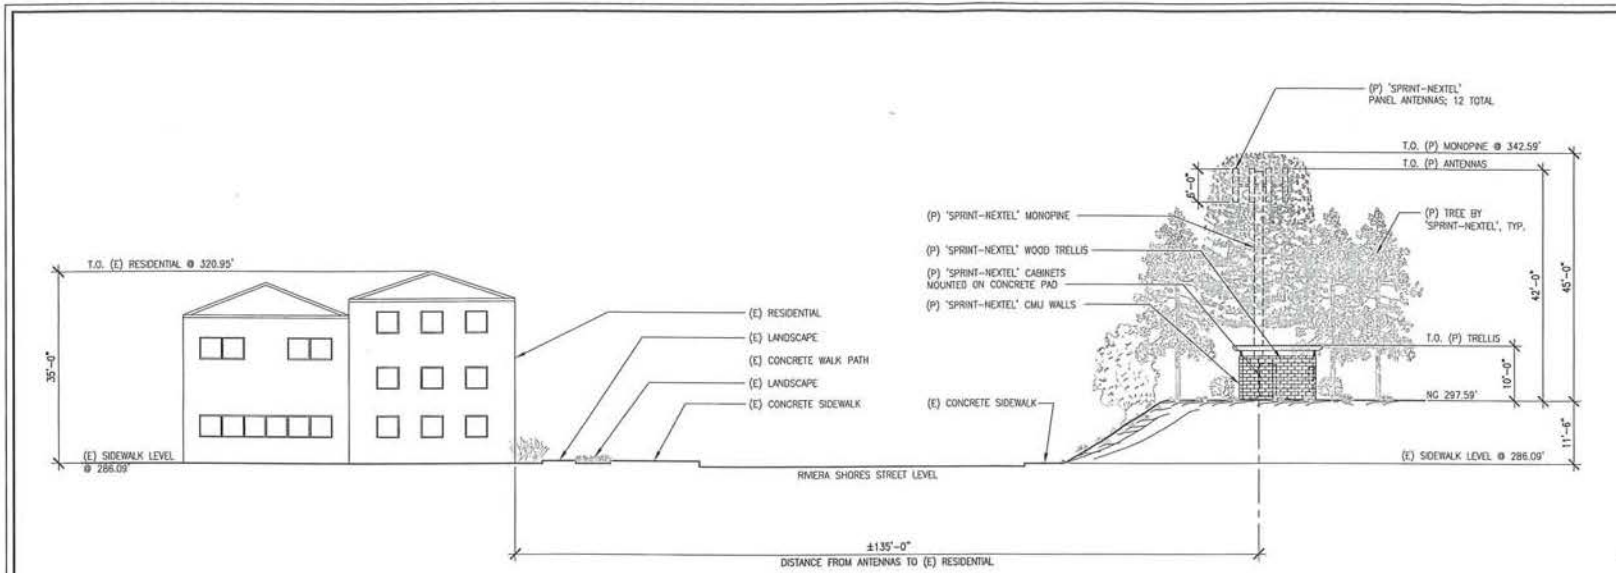 (P) 'SPRINT-NEXTEL'
PANEL ANTENNAS; 12 TOTAL
T.O. (P) MONOPINE @ 342.59'
T.O. (P) ANTENNAS
6'-0"
(P) 'SPRINT-NEXTEL' MONOPINE
(P) TREE BY
'SPRINT-NEXTEL', TYP.
(P) 'SPRINT-NEXTEL' WOOD TRELLIS
T.O. (E) RESIDENTIAL @ 320.95'
(P) 'SPRINT-NEXTEL' CABINETS
MOUNTED ON CONCRETE PAD
(P) 'SPRINT-NEXTEL' CMU WALLS
42'-0"
45'-0"
(E) RESIDENTIAL
(E) LANDSCAPE
T.O. (P) TRELLIS
(E) CONCRETE WALK PATH
35'-0"
10'-0"
(E) LANDSCAPE
NG 297.59'
(E) CONCRETE SIDEWALK
(E) CONCRETE SIDEWALK
11'-6"
(E) SIDEWALK LEVEL
@ 286.09'
(E) SIDEWALK LEVEL @ 286.09'
RIVIERA SHORES STREET LEVEL
±135'-0"
DISTANCE FROM ANTENNAS TO (E) RESIDENTIAL